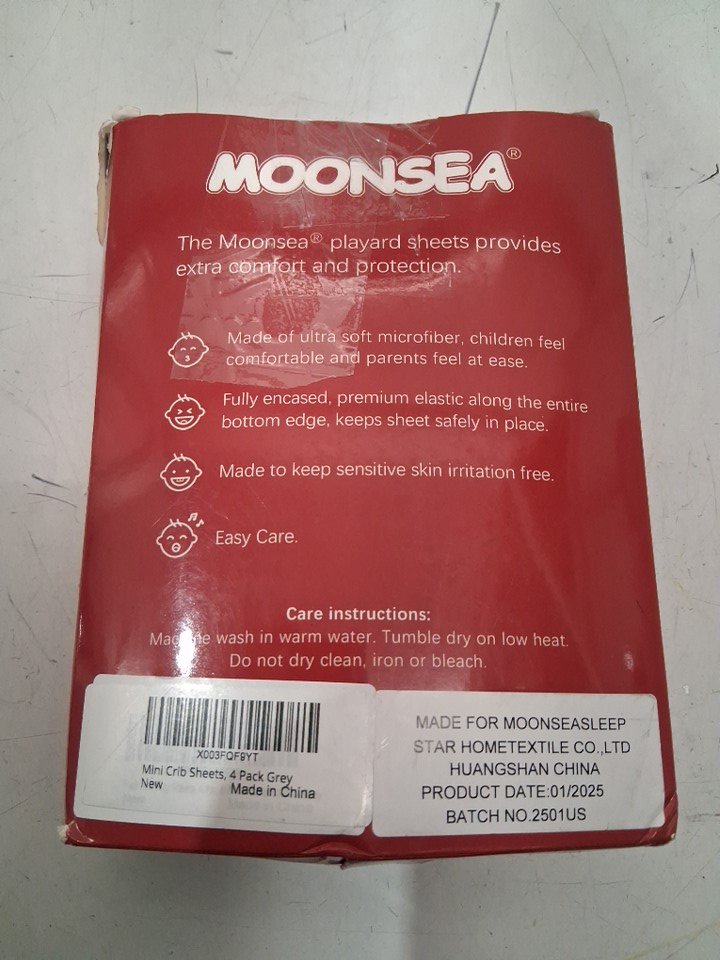 MOONSEA®
The Moonsea® playard sheets provides
extra comfort and protection.
Made of ultra soft microfiber, children feel
comfortable and parents feel at ease.
Fully encased, premium elastic along the entire
bottom edge, keeps sheet safely in place.
Made to keep sensitive skin irritation free.
Easy Care.
Care instructions:
Machine wash in warm water. Tumble dry on low heat.
Do not dry clean, iron or bleach.
X003FQF9YT
Mini Crib Sheets, 4 Pack Grey
New
Made in China
MADE FOR MOONSEASLEEP
STAR HOMETEXTILE CO.,LTD
HUANGSHAN CHINA
PRODUCT DATE:01/2025
BATCH NO.2501US